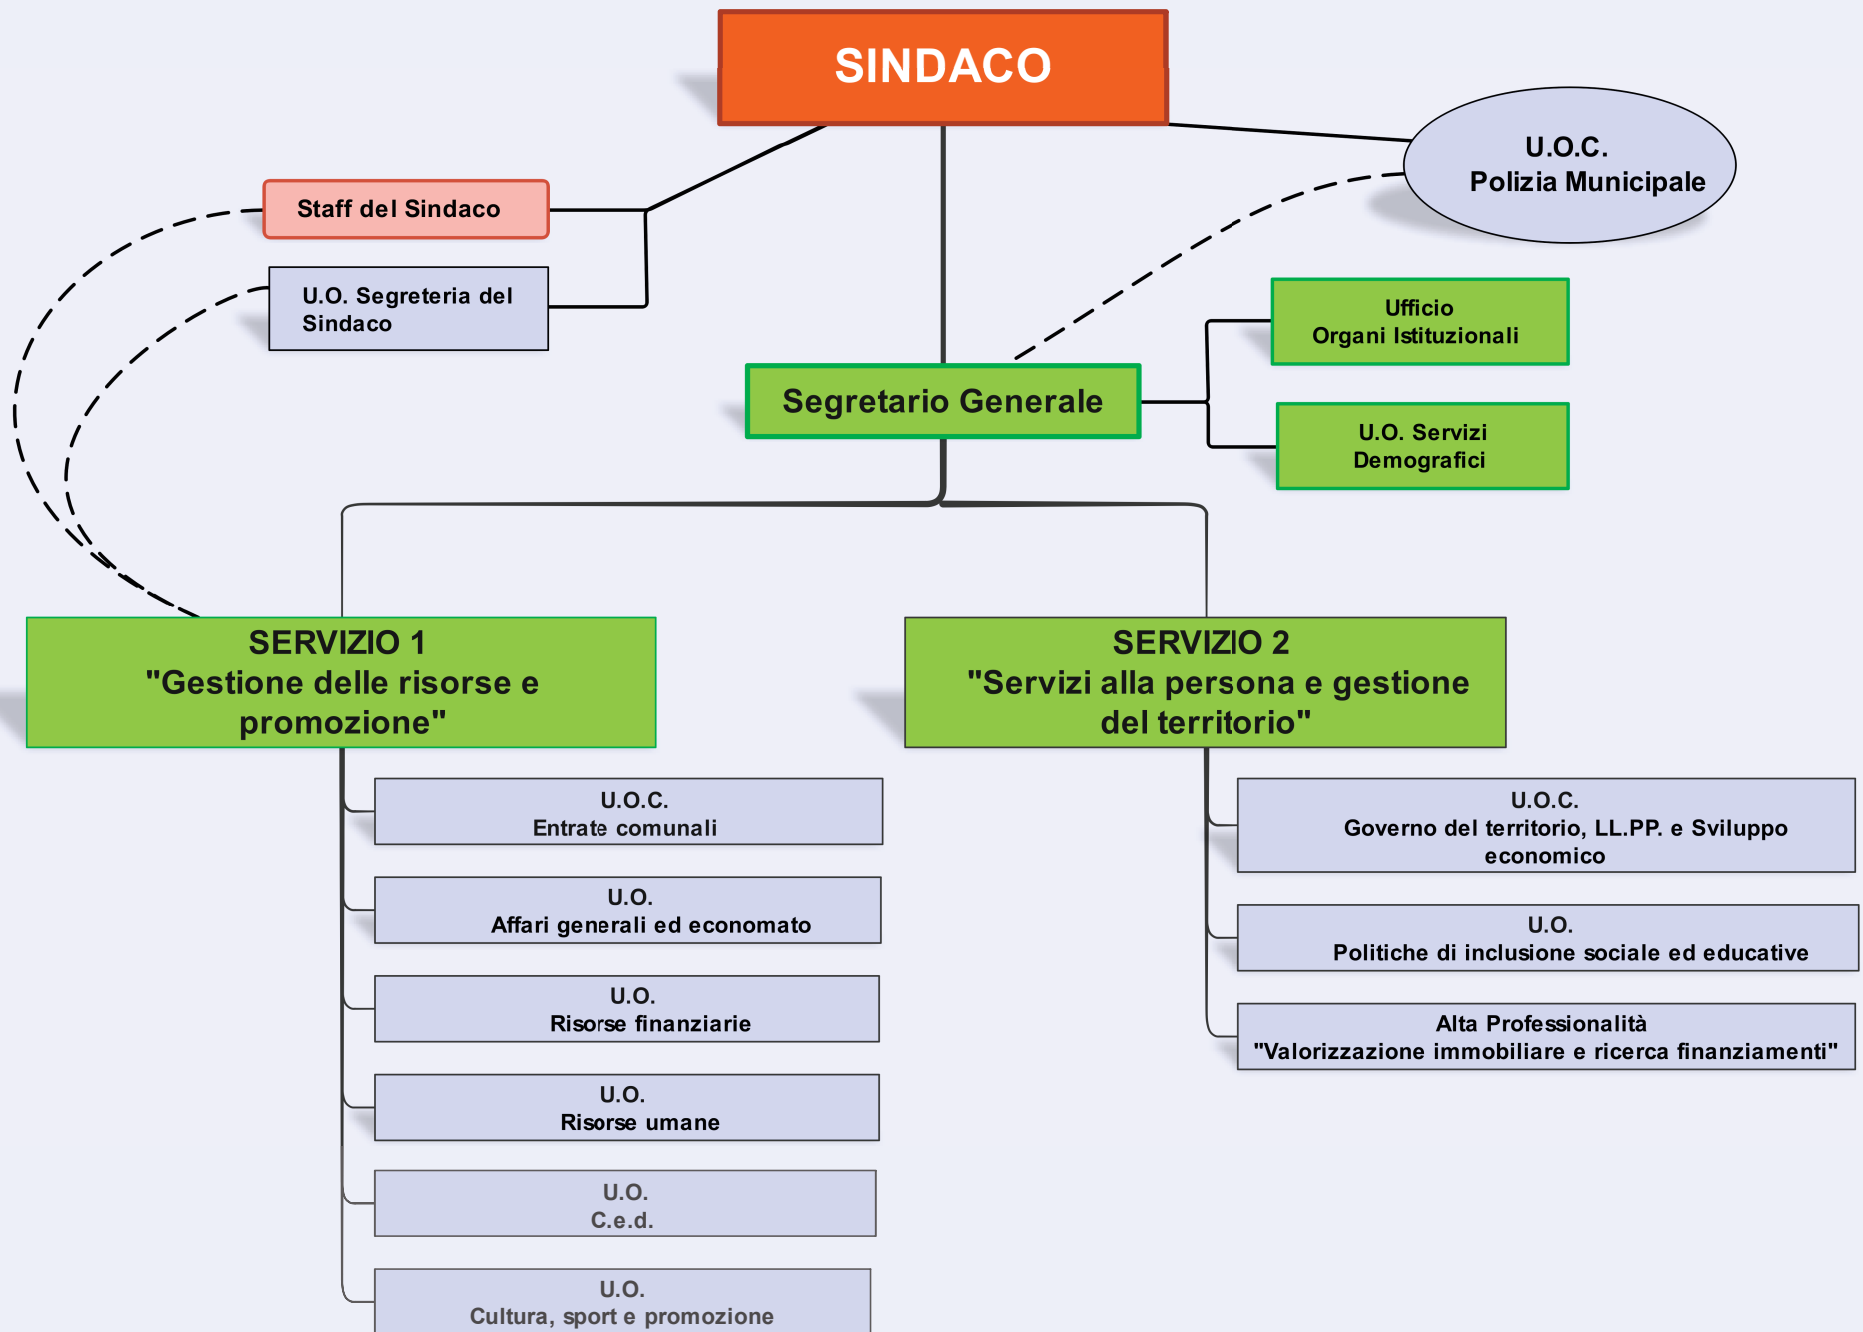 SINDACO
U.O.C.
Polizia Municipale
Staff del Sindaco
U.O. Segreteria del
Sindaco
Ufficio
Organi Istituzionali
Segretario Generale
U.O. Servizi
Demografici
SERVIZIO 1
"Gestione delle risorse e
promozione"
U.O.C.
Entrate comunali
U.O.
Affari generali ed economato
U.O.
Risorse finanziarie
U.O.
Risorse umane
U.O.
C.e.d.
U.O.
Cultura, sport e promozione
SERVIZIO 2
"Servizi alla persona e gestione
del territorio"
U.O.C.
Governo del territorio, LL.PP. e Sviluppo
economico
U.O.
Politiche di inclusione sociale ed educative
Alta Professionalità
"Valorizzazione immobiliare e ricerca finanziamenti"